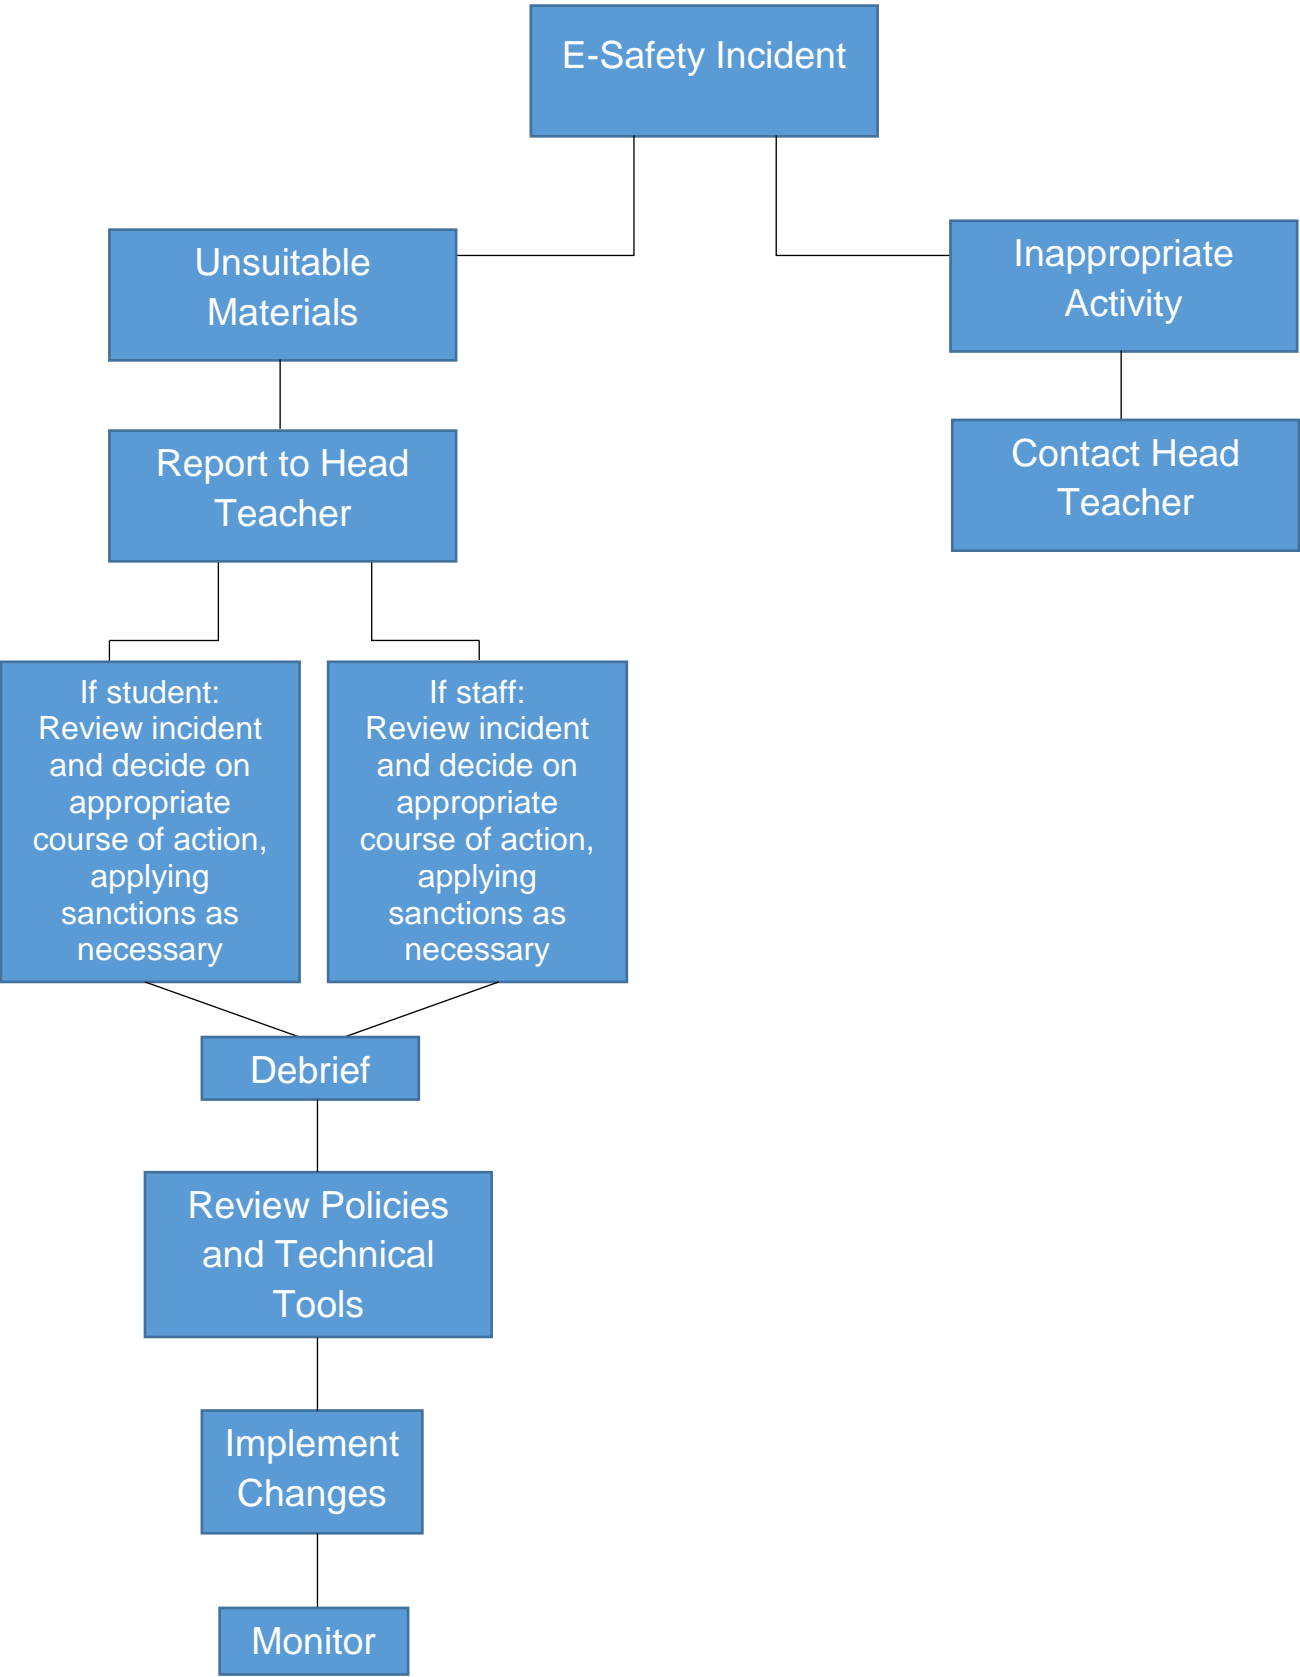 E-Safety Incident
Unsuitable
Materials
Inappropriate
Activity
Report to Head
Teacher
Contact Head
Teacher
If student:
Review incident
and decide on
appropriate
course of action,
applying
sanctions as
necessary
If staff:
Review incident
and decide on
appropriate
course of action,
applying
sanctions as
necessary
Debrief
Review Policies
and Technical
Tools
Implement
Changes
Monitor